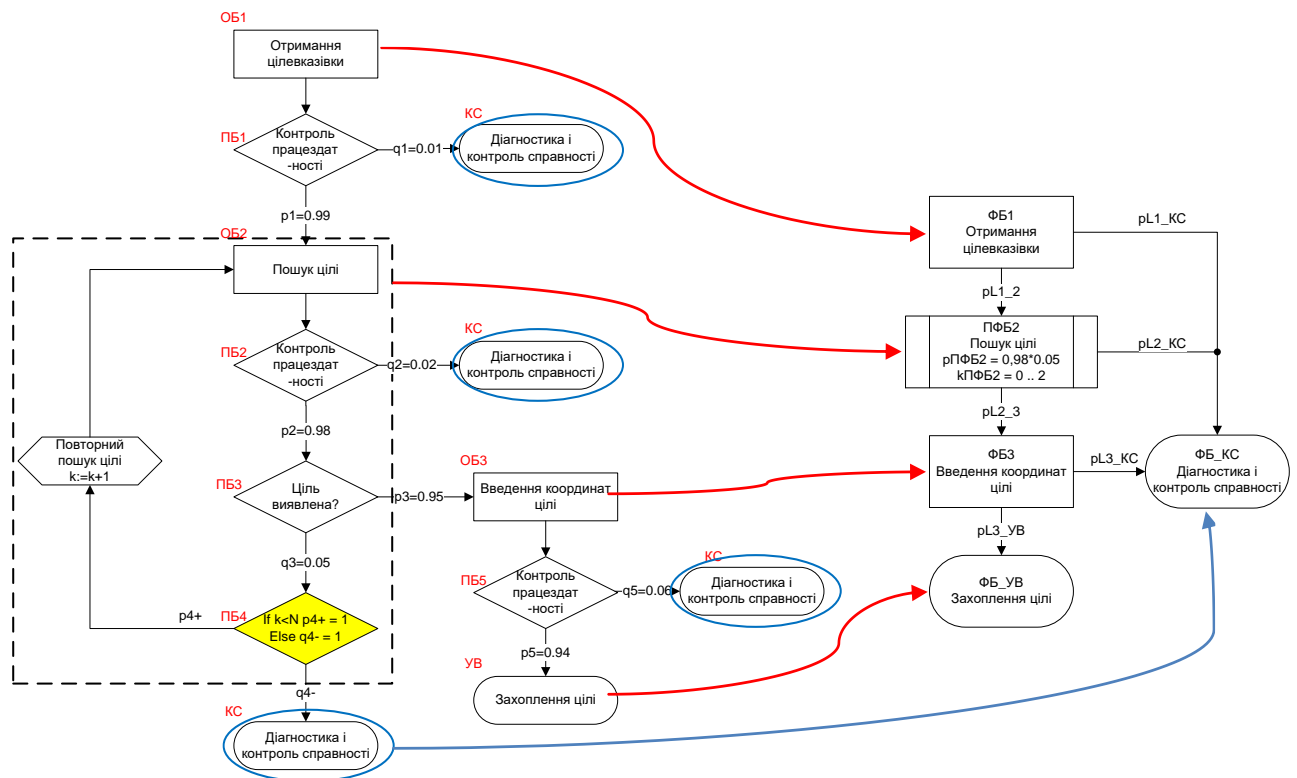 ОБ1
Отримання
цілевказівки
ПБ1
Контроль
працездат
-ності
q1=0.01
КС
Діагностика і
контроль справності
p1=0.99
ОБ2
Пошук цілі
ПБ2
Контроль
працездат
-ності
q2=0.02
КС
Діагностика і
контроль справності
p2=0.98
Повторний
пошук цілі
k:=k+1
ПБ3
Ціль
виявлена?
p3=0.95
q3=0.05
p4+
ПБ4
If k<N p4+ = 1
Else q4- = 1
q4-
КС
Діагностика і
контроль справності
ОБ3
Введення координат
цілі
ПБ5
Контроль
працездат
-ності
q5=0.06
КС
Діагностика і
контроль справності
p5=0.94
УВ
Захоплення цілі
ФБ1
Отримання
цілевказівки
pL1_КС
pL1_2
ПФБ2
Пошук цілі
рПФБ2 = 0,98*0.05
kПФБ2 = 0 .. 2
pL2_КС
pL2_3
ФБ3
Введення координат
цілі
pL3_КС
ФБ_КС
Діагностика і
контроль справності
pL3_УВ
ФБ_УВ
Захоплення цілі